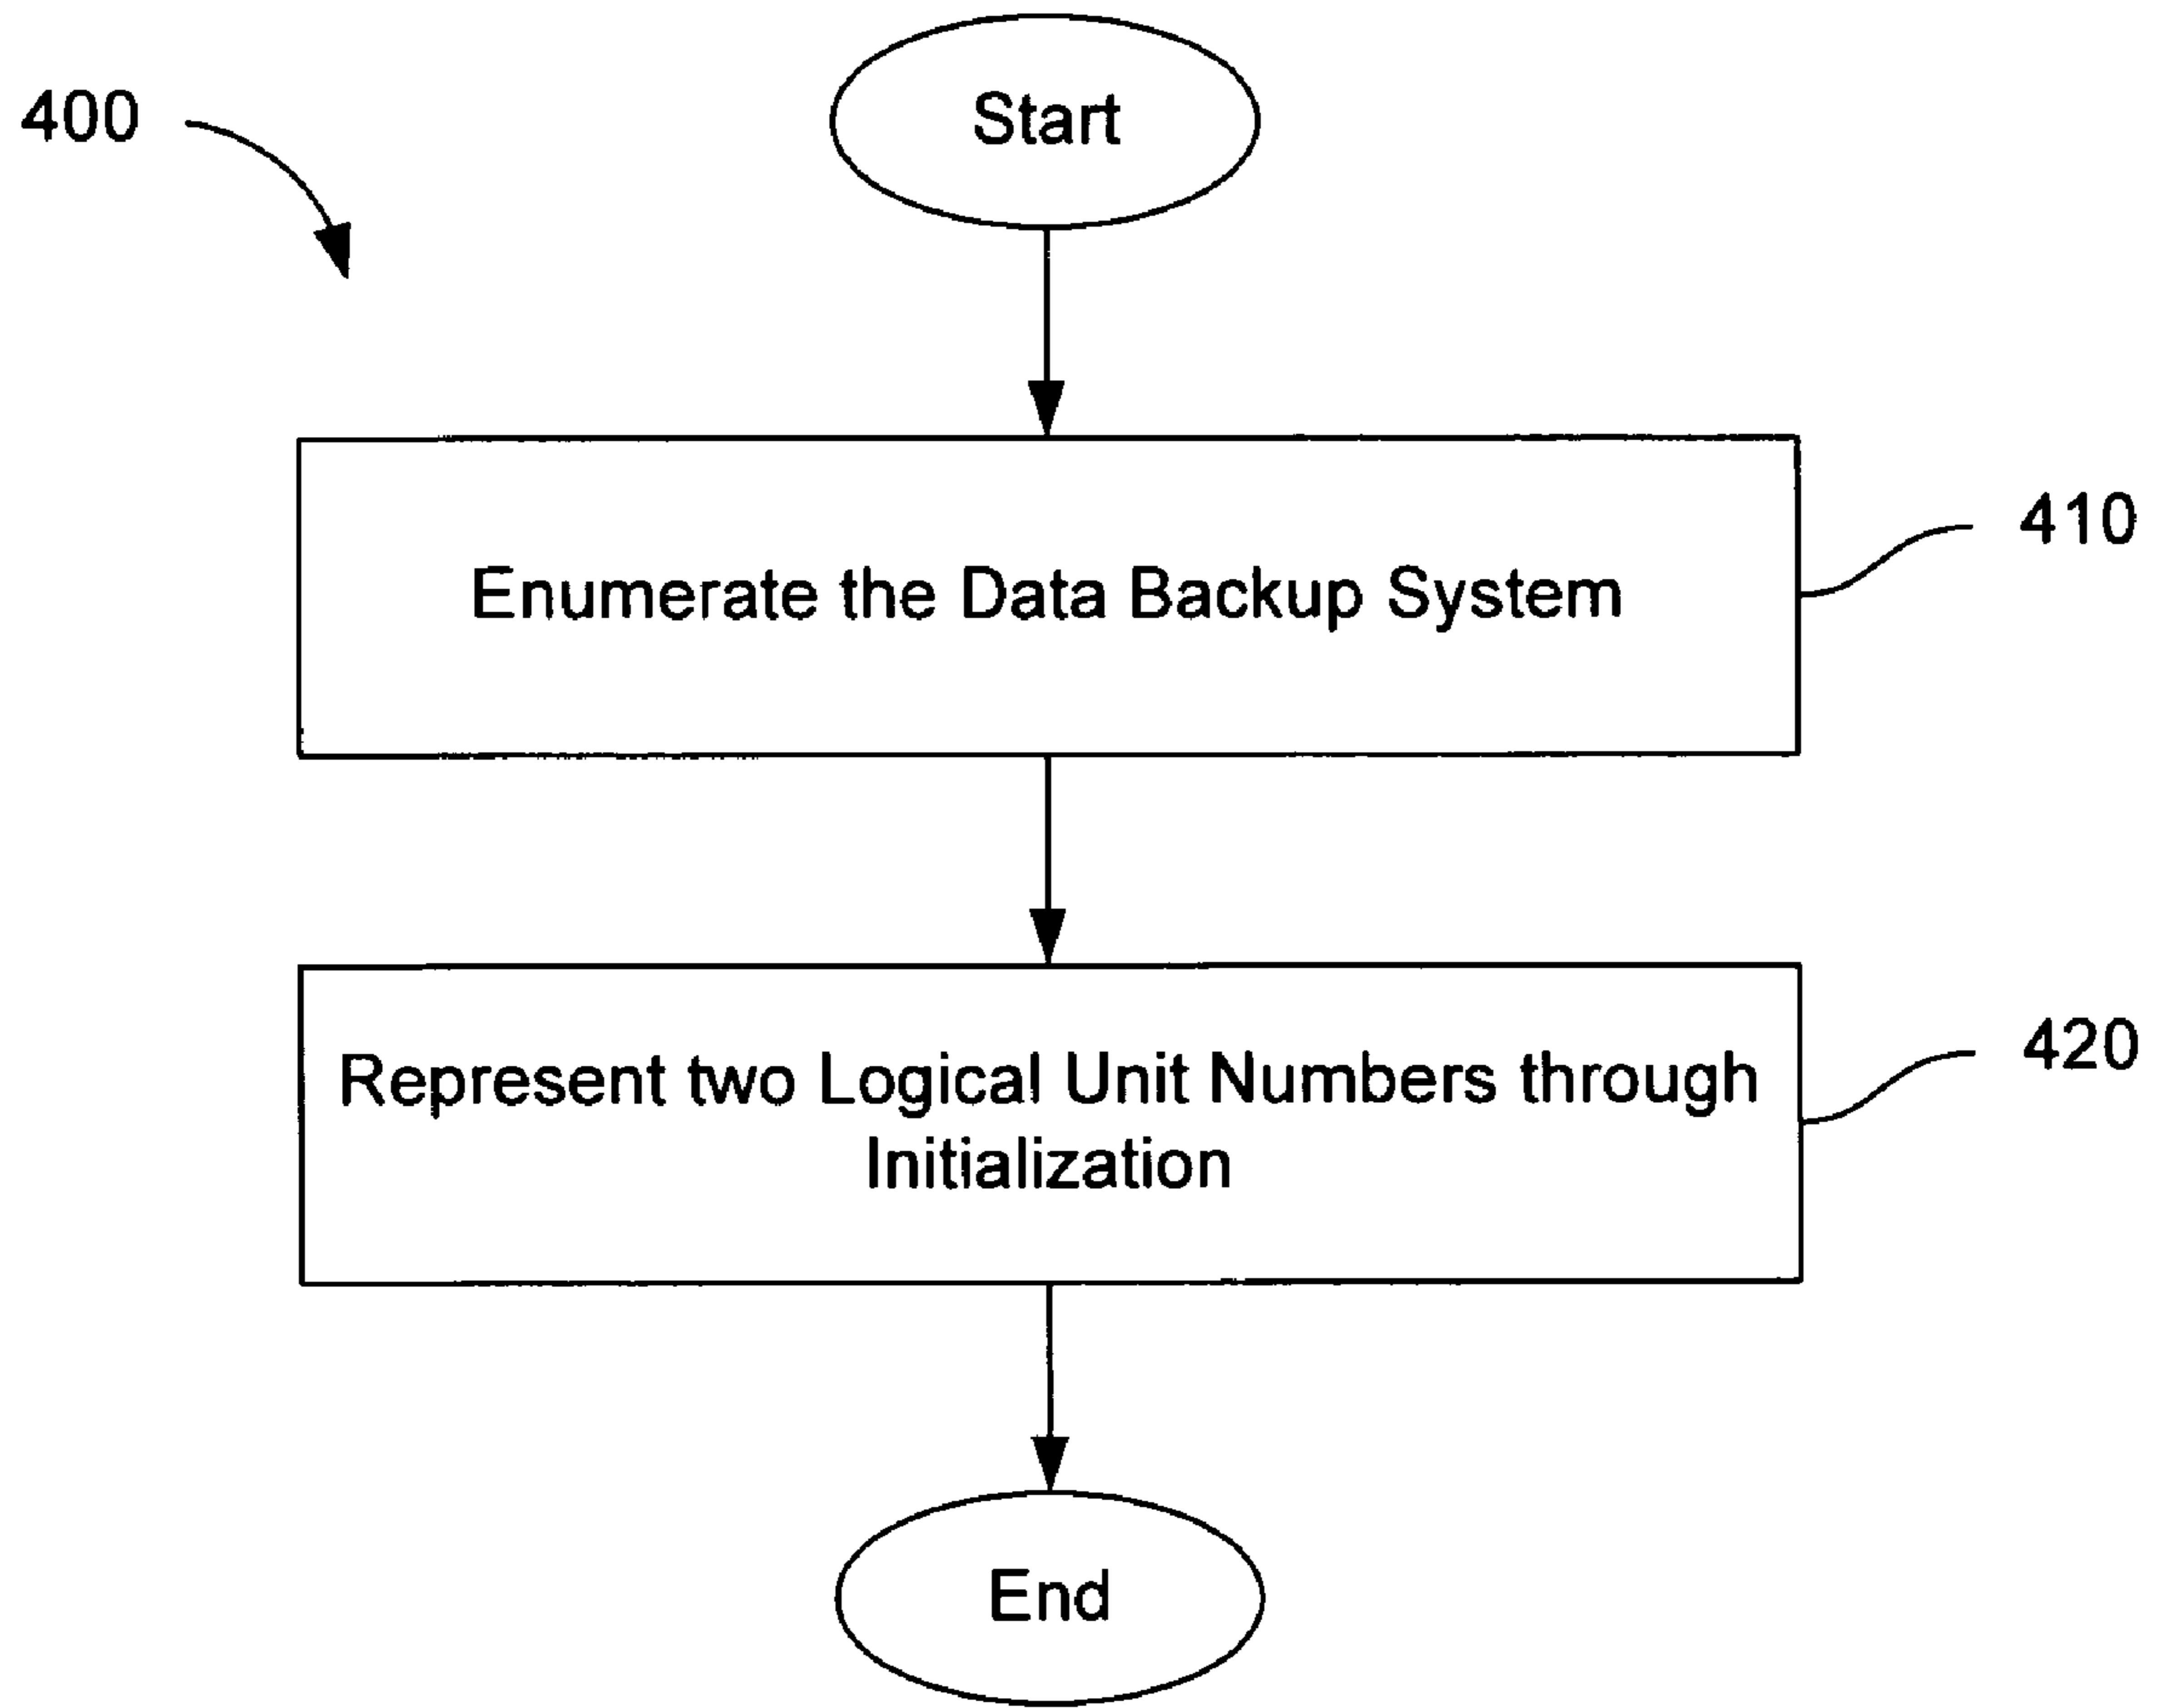 400
Start
Enumerate the Data Backup System
410
Represent two Logical Unit Numbers through
Initialization
420
End